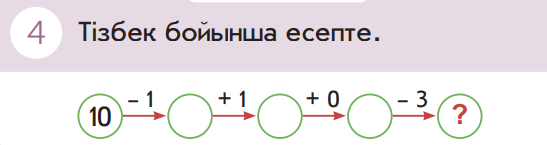 4 Тізбек бойынша есепте.
– 1 + 1 + 0 – 3
10 ?